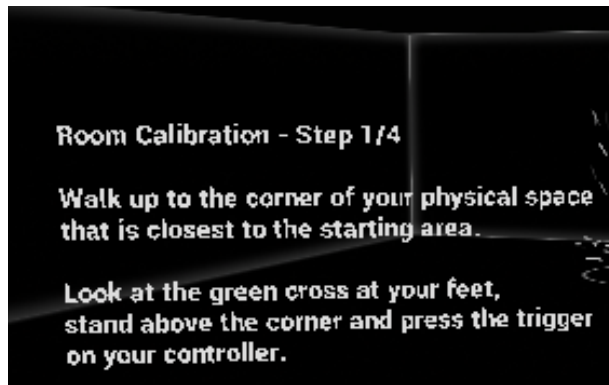 Room Calibration - Step 1/4
Walk up to the corner of your physical space
that is closest to the starting area.
Look at the green cross at your feet,
stand above the corner and press the trigger
on your controller.